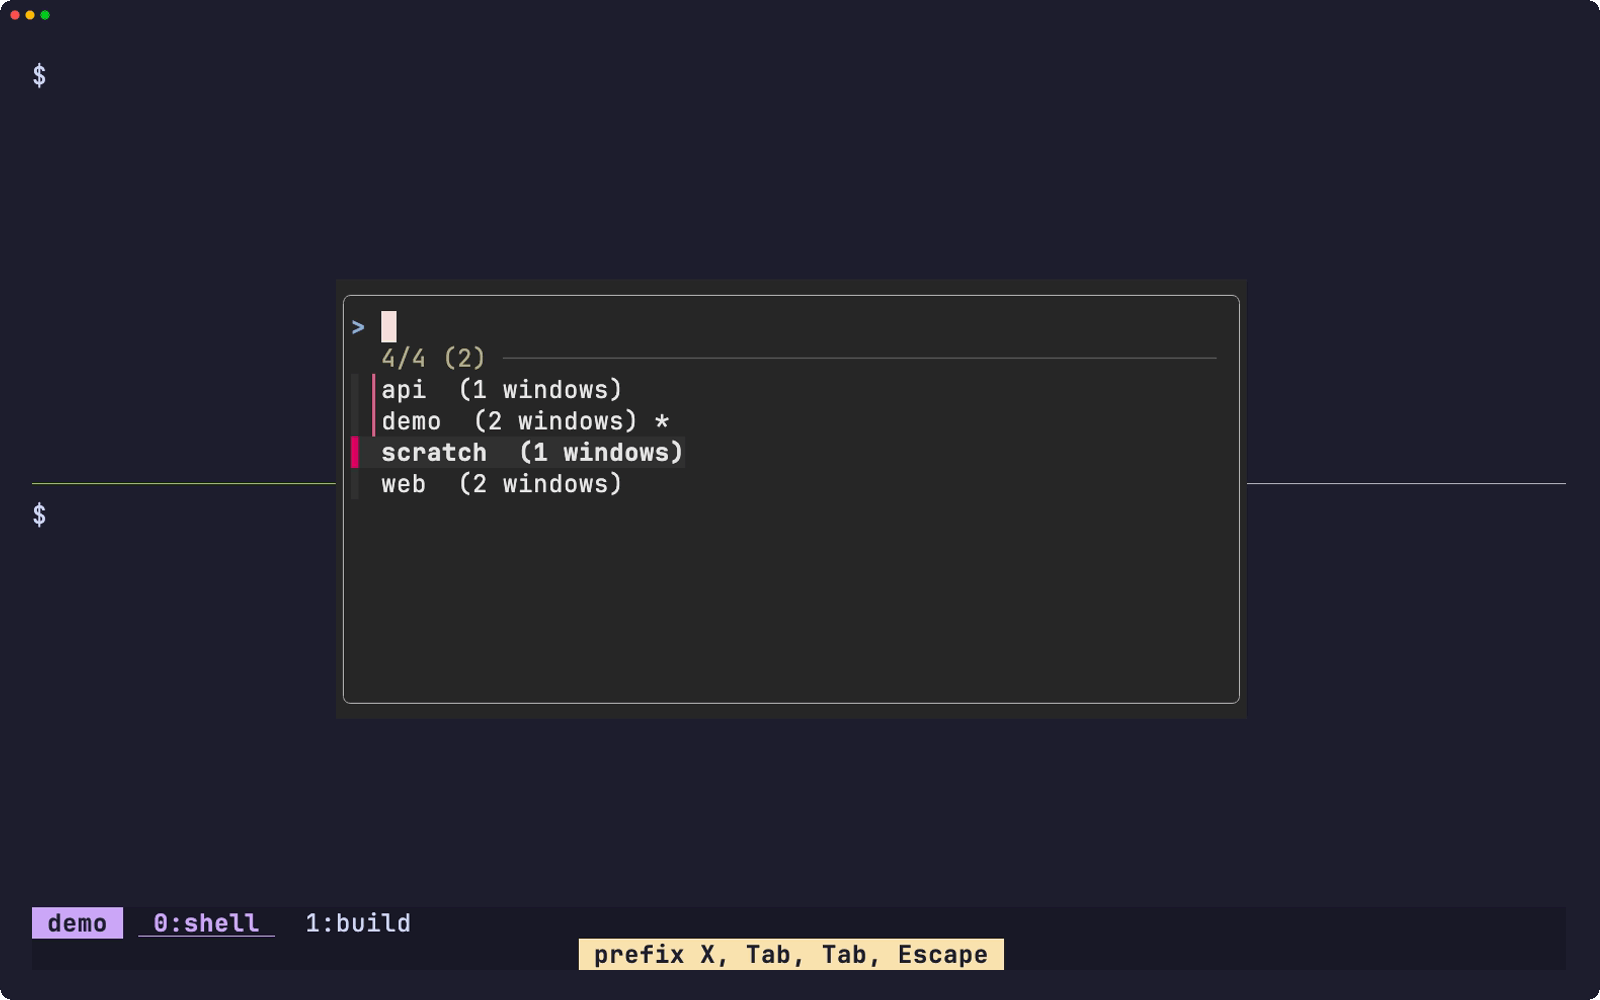 $
>
4/4 (2)
api  (1 windows)
demo  (2 windows) *
scratch  (1 windows)
web  (2 windows)
$
demo 0:shell 1:build
prefix X, Tab, Tab, Escape